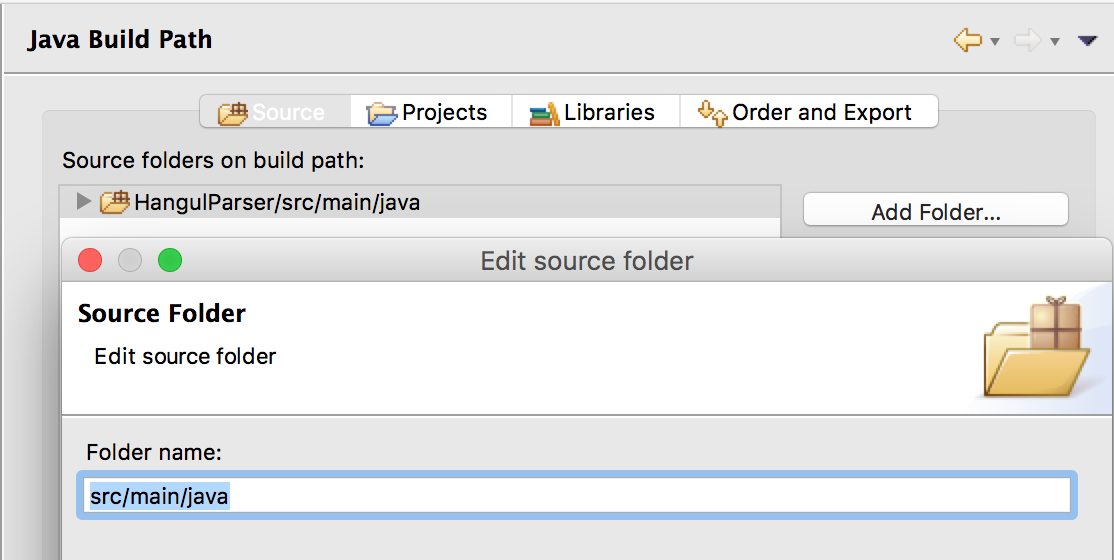 Java Build Path
Source Projects Libraries Order and Export
Source folders on build path:
HangulParser/src/main/java
Add Folder...
Edit source folder
Source Folder
Edit source folder
Folder name:
src/main/java